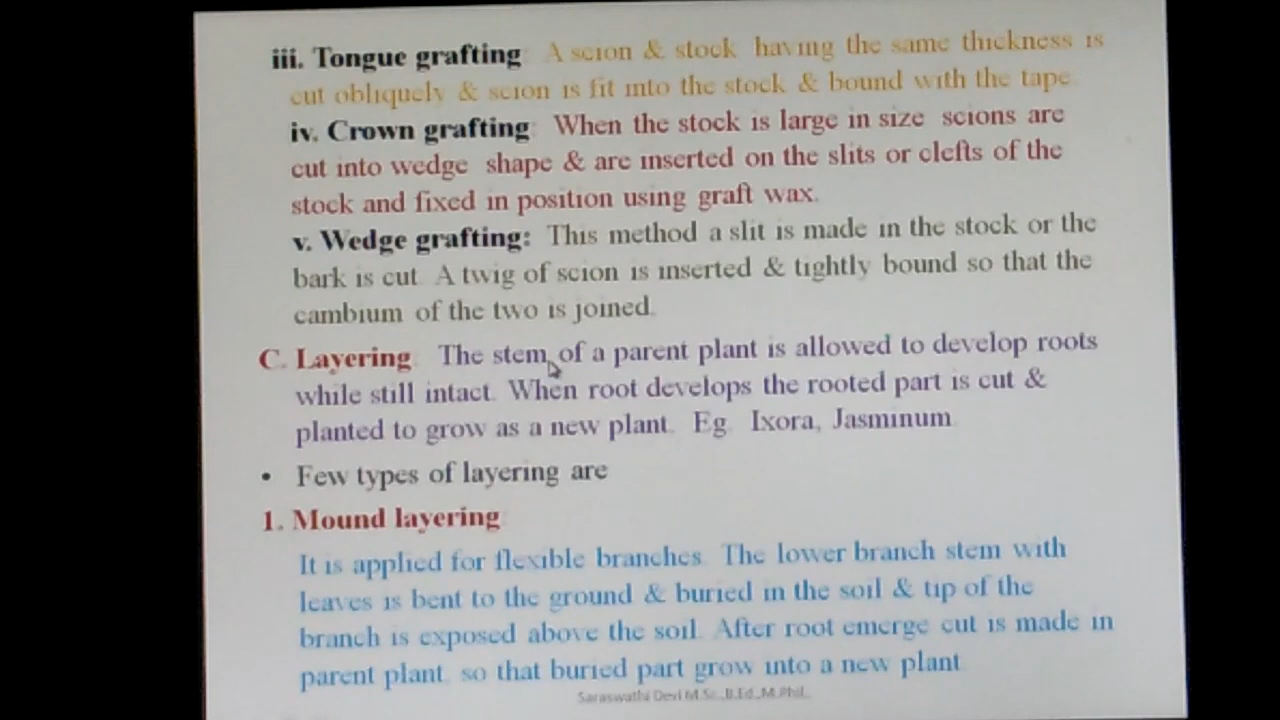 iii. Tongue grafting: A scion & stock having the same thickness is
cut obliquely & scion is fit into the stock & bound with the tape.
iv. Crown grafting: When the stock is large in size scions are
cut into wedge shape & are inserted on the slits or clefts of the
stock and fixed in position using graft wax.
v. Wedge grafting: This method a slit is made in the stock or the
bark is cut. A twig of scion is inserted & tightly bound so that the
cambium of the two is joined.
C. Layering: The stem of a parent plant is allowed to develop roots
while still intact. When root develops the rooted part is cut &
planted to grow as a new plant. Eg. Ixora, Jasminum
• Few types of layering are
1. Mound layering
It is applied for flexible branches. The lower branch stem with
leaves is bent to the ground & buried in the soil & tip of the
branch is exposed above the soil. After root emerge cut is made in
parent plant, so that buried part grow into a new plant
Saraswathi Devi M.Sc.,B.Ed.,M.Phil.,